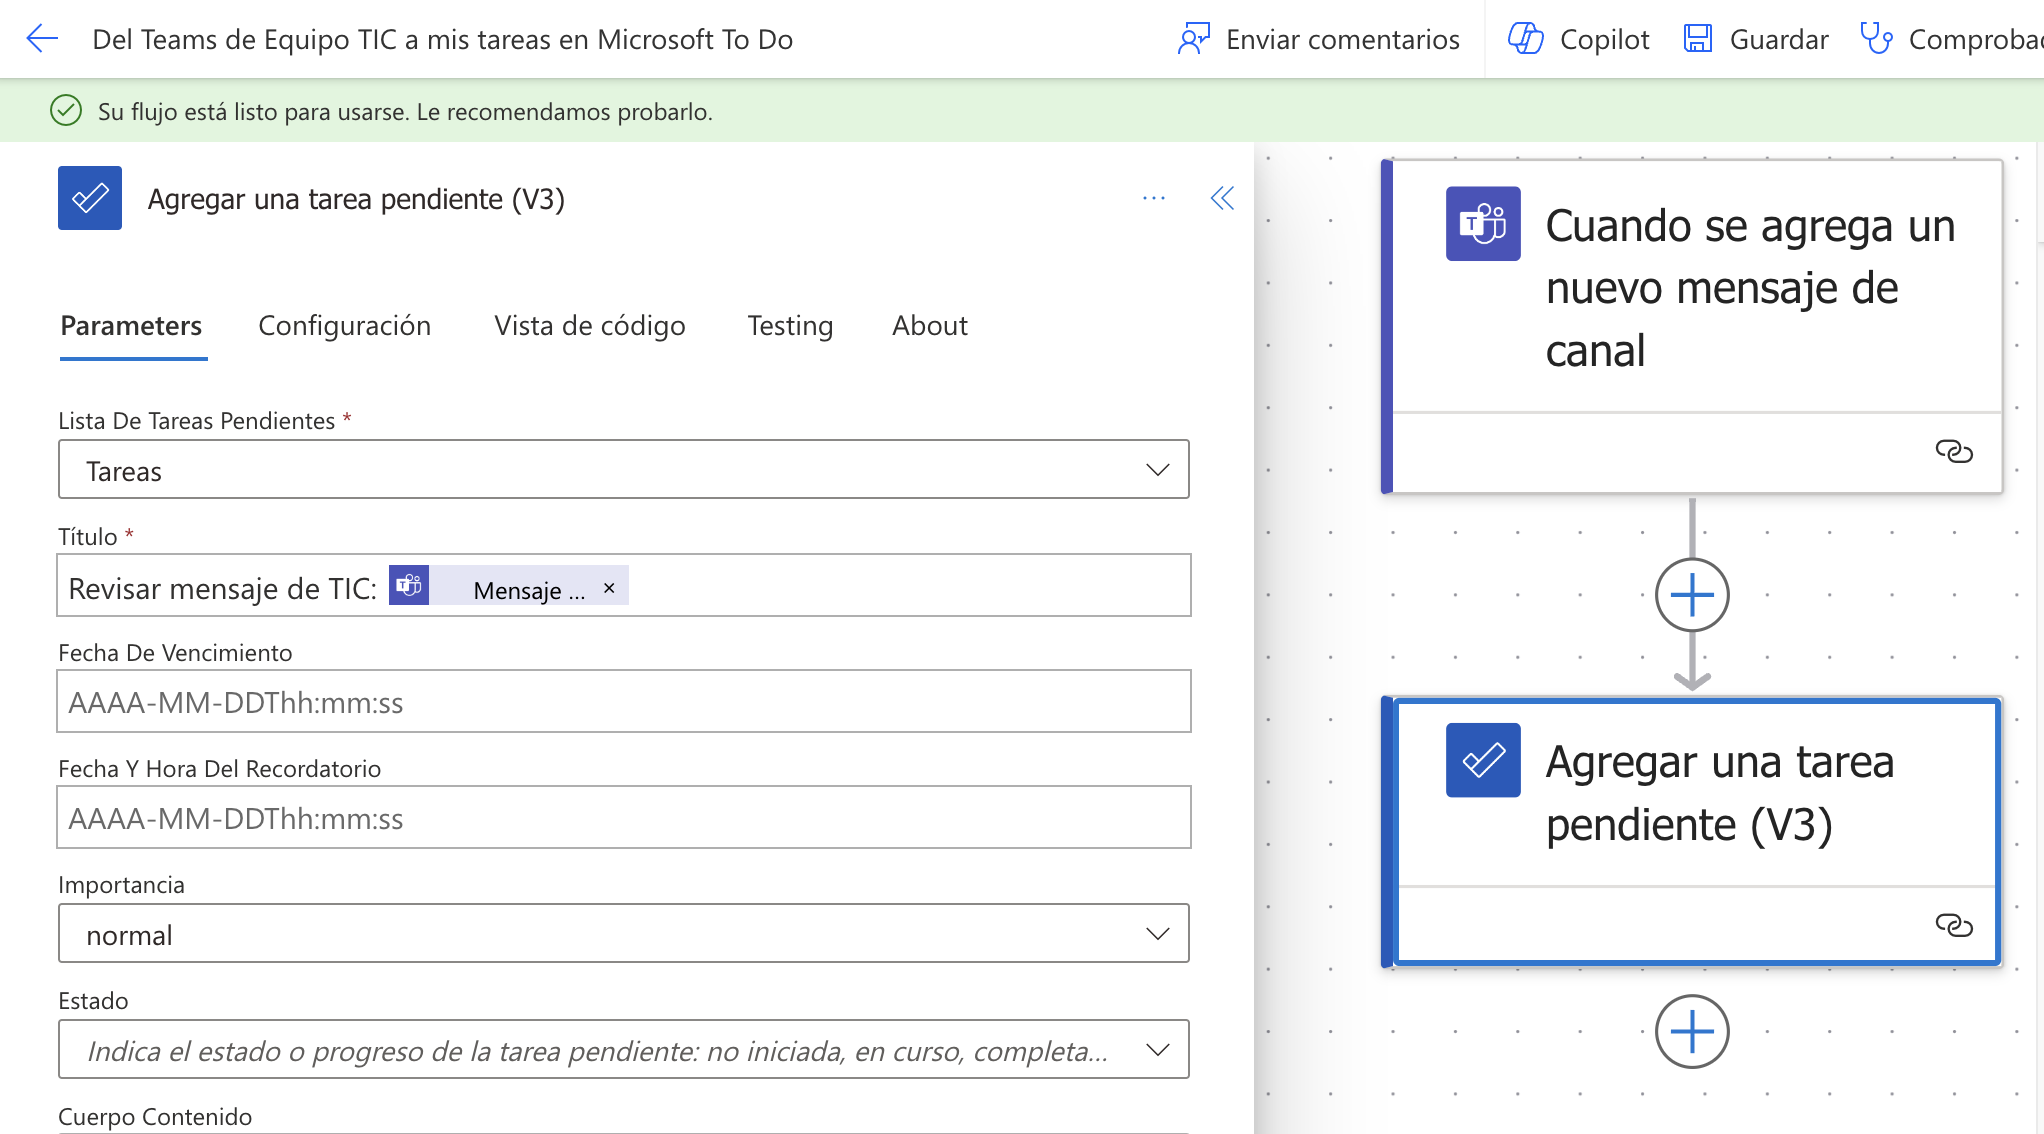 Del Teams de Equipo TIC a mis tareas en Microsoft To Do
Enviar comentarios
Copilot
Guardar
Su flujo está listo para usarse. Le recomendamos probarlo.
Agregar una tarea pendiente (V3)
Parameters
Configuración
Vista de código
Testing
About
Lista De Tareas Pendientes *
Tareas
Título *
Revisar mensaje de TIC: Mensaje ... ×
Fecha De Vencimiento
AAAA-MM-DDThh:mm:ss
Fecha Y Hora Del Recordatorio
AAAA-MM-DDThh:mm:ss
Importancia
normal
Estado
Indica el estado o progreso de la tarea pendiente: no iniciada, en curso, completa...
Cuerpo Contenido
Cuando se agrega un
nuevo mensaje de
canal
Agregar una tarea
pendiente (V3)